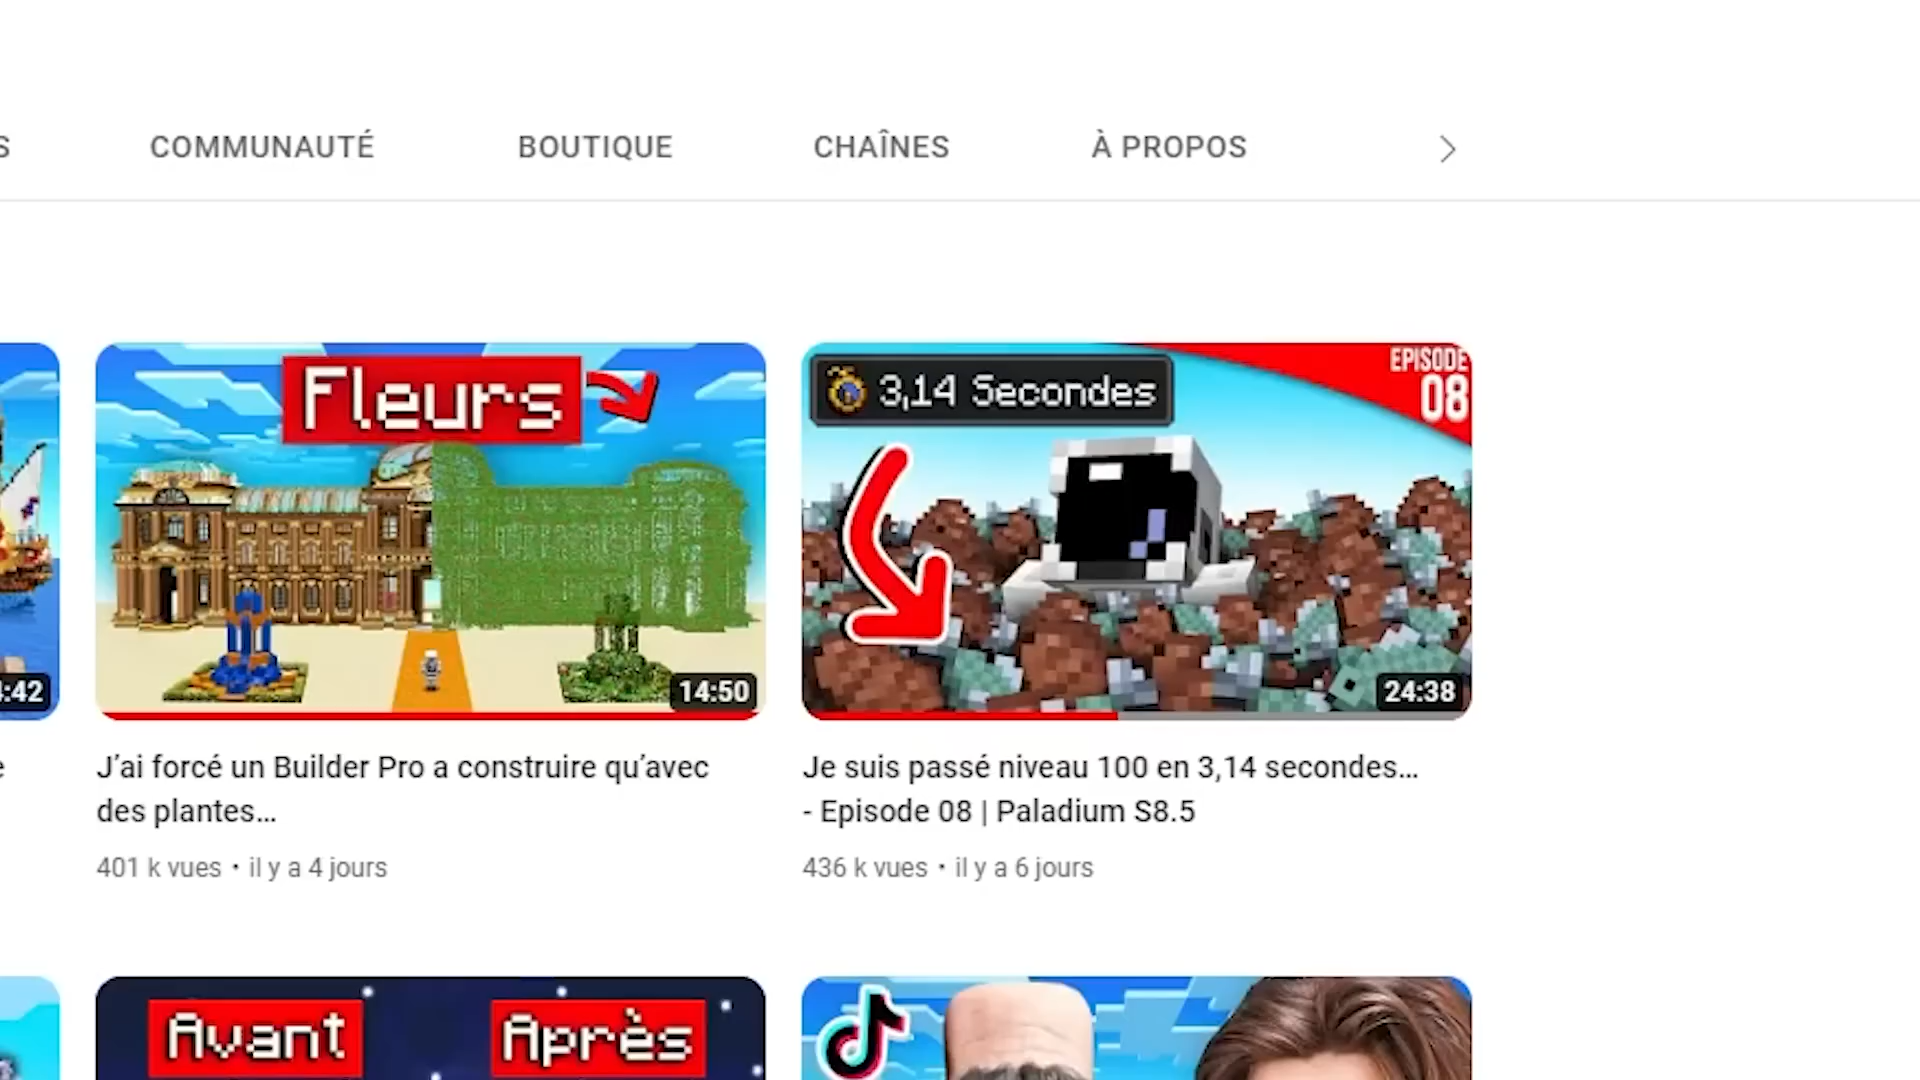 S COMMUNAUTÉ BOUTIQUE CHAÎNES À PROPOS
Fleurs
3,14 Secondes
EPISODE
08
:42
14:50
24:38
J’ai forcé un Builder Pro a construire qu’avec
des plantes...
401 k vues • il y a 4 jours
Je suis passé niveau 100 en 3,14 secondes...
- Episode 08 | Paladium S8.5
436 k vues • il y a 6 jours
Avant
Après